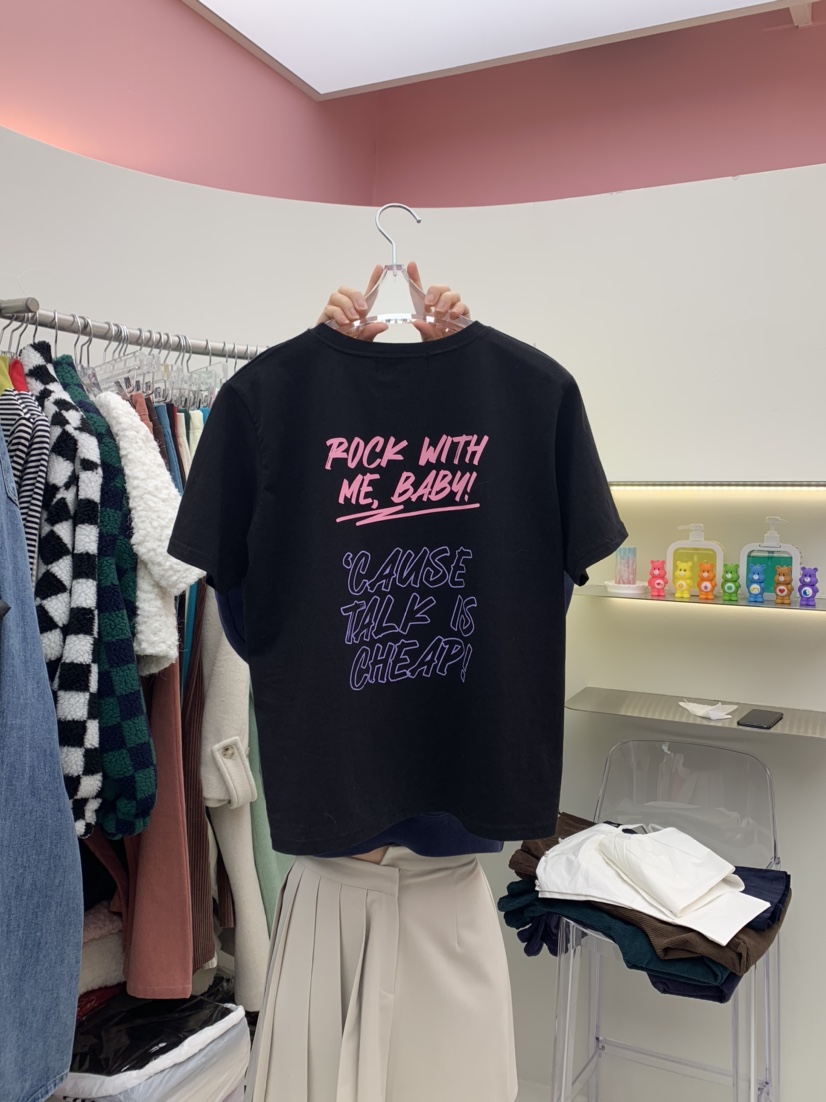 ROCK WITH
ME, BABY!
'CAUSE
TALK IS
CHEAP!